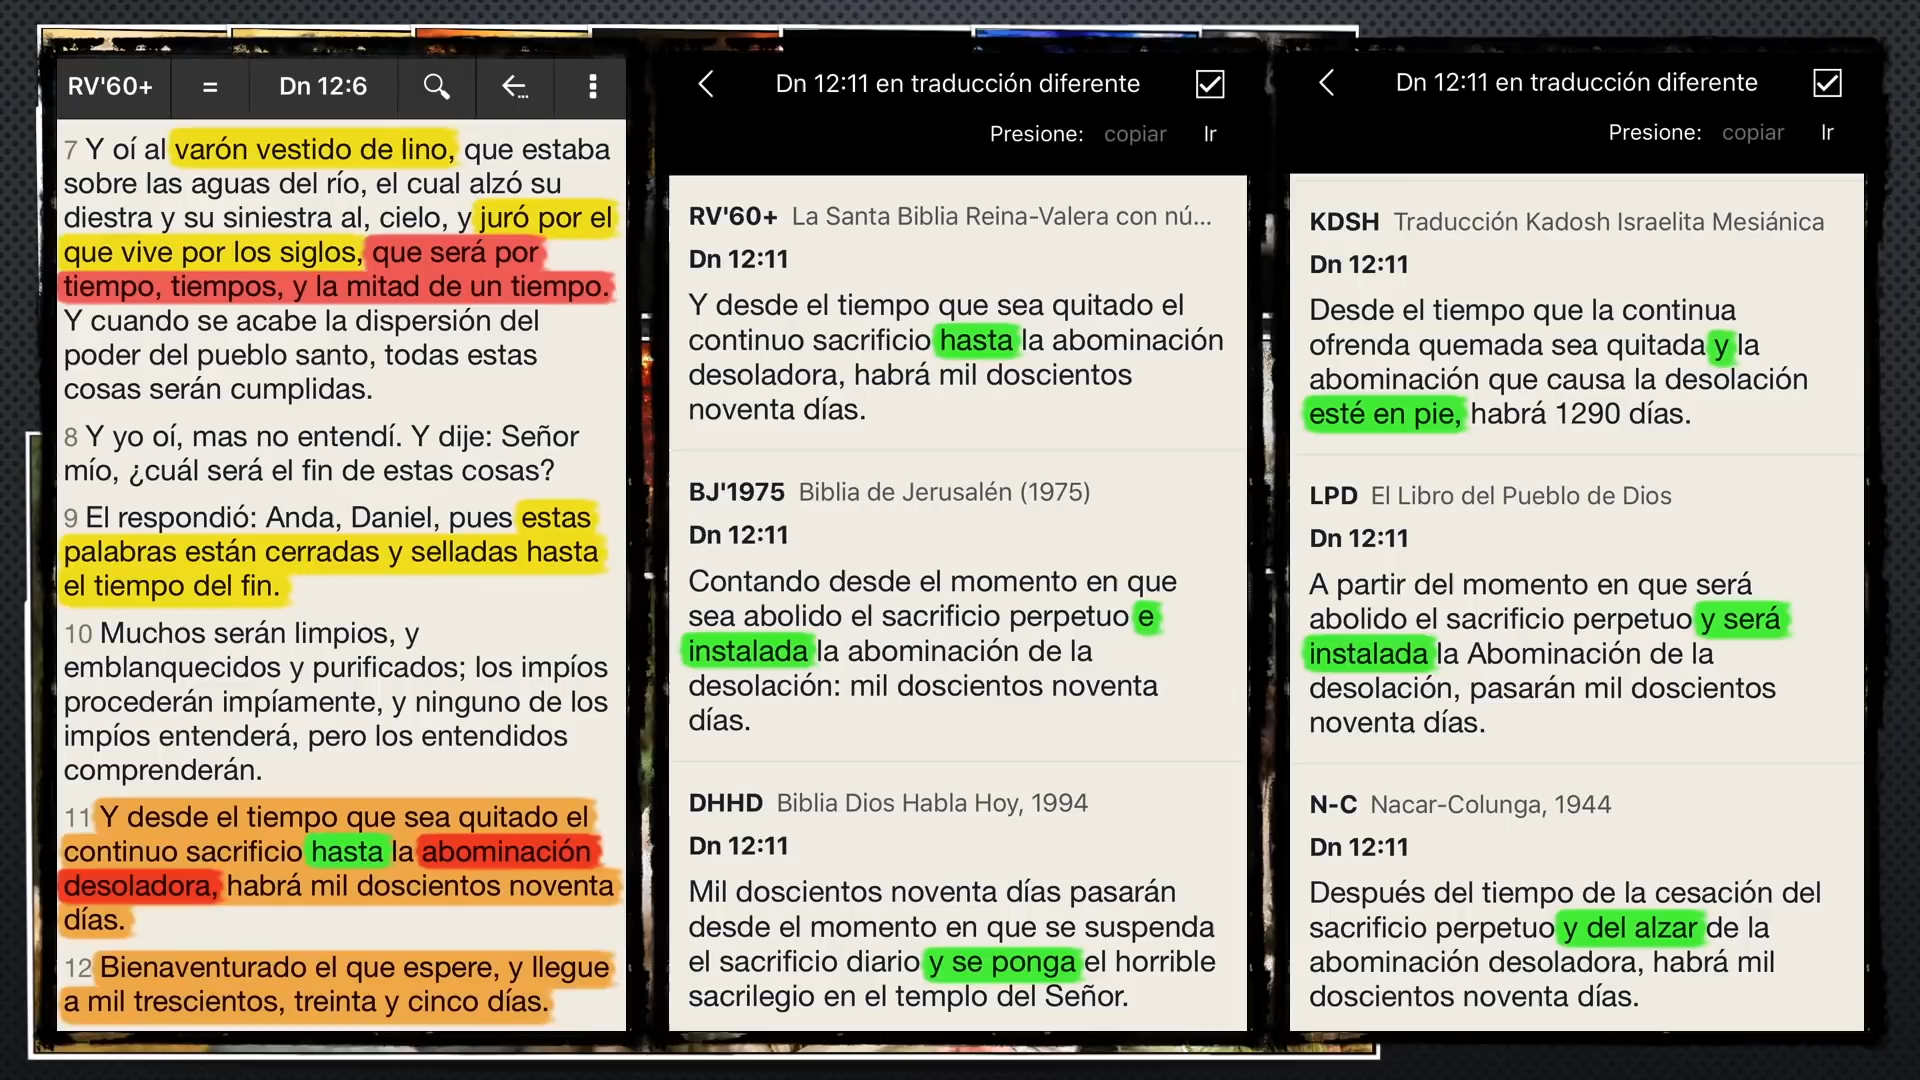 RV'60+ = Dn 12:6
7 Y oí al varón vestido de lino, que estaba
sobre las aguas del río, el cual alzó su
diestra y su siniestra al, cielo, y juró por el
que vive por los siglos, que será por
tiempo, tiempos, y la mitad de un tiempo.
Y cuando se acabe la dispersión del
poder del pueblo santo, todas estas
cosas serán cumplidas.
8 Y yo oí, mas no entendí. Y dije: Señor
mío, ¿cuál será el fin de estas cosas?
9 El respondió: Anda, Daniel, pues estas
palabras están cerradas y selladas hasta
el tiempo del fin.
10 Muchos serán limpios, y
emblanquecidos y purificados; los impíos
procederán impíamente, y ninguno de los
impíos entenderá, pero los entendidos
comprenderán.
11 Y desde el tiempo que sea quitado el
continuo sacrificio hasta la abominación
desoladora, habrá mil doscientos noventa
días.
12 Bienaventurado el que espere, y llegue
a mil trescientos, treinta y cinco días.
Dn 12:11 en traducción diferente
Presione: copiar Ir
RV'60+ La Santa Biblia Reina-Valera con nú...
Dn 12:11
Y desde el tiempo que sea quitado el
continuo sacrificio hasta la abominación
desoladora, habrá mil doscientos
noventa días.
BJ'1975 Biblia de Jerusalén (1975)
Dn 12:11
Contando desde el momento en que
sea abolido el sacrificio perpetuo e
instalada la abominación de la
desolación: mil doscientos noventa
días.
DHHD Biblia Dios Habla Hoy, 1994
Dn 12:11
Mil doscientos noventa días pasarán
desde el momento en que se suspenda
el sacrificio diario y se ponga el horrible
sacrilegio en el templo del Señor.
Dn 12:11 en traducción diferente
Presione: copiar Ir
KDSH Traducción Kadosh Israelita Mesiánica
Dn 12:11
Desde el tiempo que la continua
ofrenda quemada sea quitada y la
abominación que causa la desolación
esté en pie, habrá 1290 días.
LPD El Libro del Pueblo de Dios
Dn 12:11
A partir del momento en que será
abolido el sacrificio perpetuo y será
instalada la Abominación de la
desolación, pasarán mil doscientos
noventa días.
N-C Nacar-Colunga, 1944
Dn 12:11
Después del tiempo de la cesación del
sacrificio perpetuo y del alzar de la
abominación desoladora, habrá mil
doscientos noventa días.